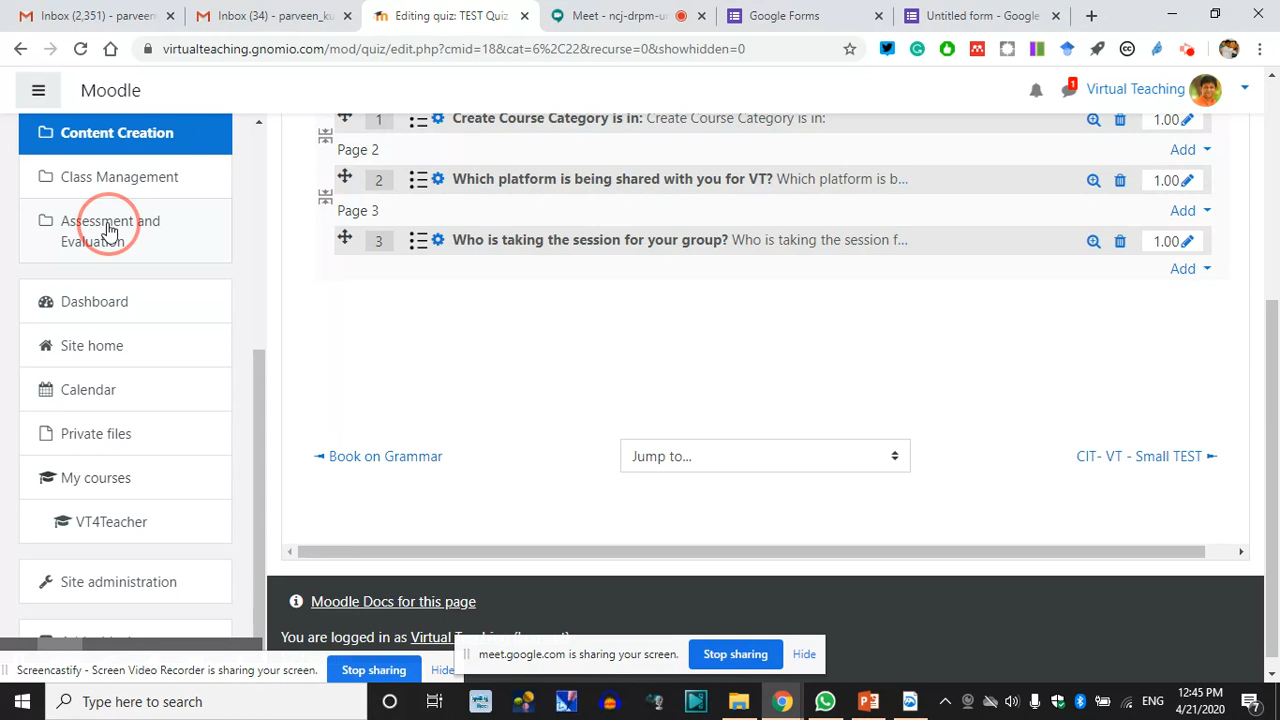 Inbox (2,351) - parveen
Inbox (34) - parveen_ku
Editing quiz: TEST Quiz
Meet - ncj-drpm-u
Google Forms
Untitled form - Google
virtualteaching.gnomio.com/mod/quiz/edit.php?cmid=18&cat=6%2C22&recurse=0&showhidden=0
Moodle
1
Virtual Teaching
Content Creation
Class Management
Assessment and
Evaluation
Dashboard
Site home
Calendar
Private files
My courses
VT4Teacher
Site administration
1 Create Course Category is in: Create Course Category is in: 1.00
Page 2 Add
2 Which platform is being shared with you for VT? Which platform is b... 1.00
Page 3 Add
3 Who is taking the session for your group? Who is taking the session f... 1.00
Add
Book on Grammar
Jump to...
CIT- VT - Small TEST
Moodle Docs for this page
You are logged in as Virtual
meet.google.com is sharing your screen. Stop sharing Hide
Screencastify - Screen Video Recorder is sharing your screen. Stop sharing Hide
Type here to search
ENG
12:45 PM
4/21/2020
7